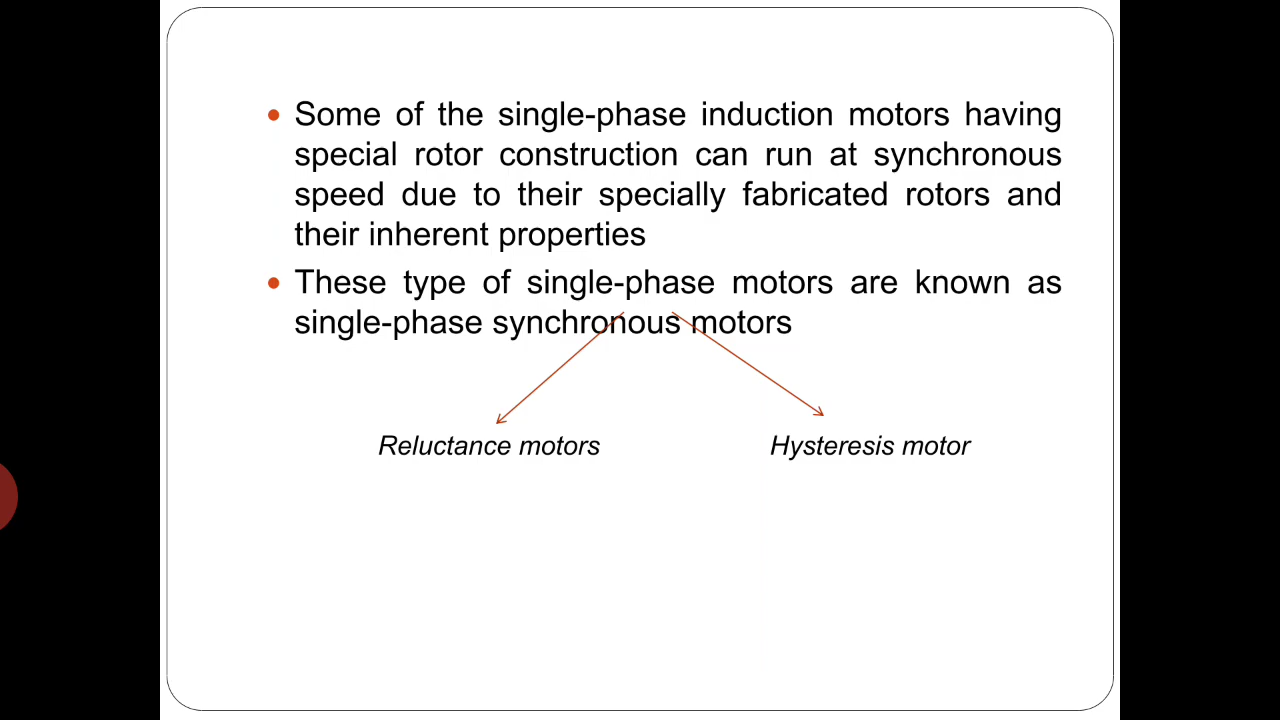 Some of the single-phase induction motors having
special rotor construction can run at synchronous
speed due to their specially fabricated rotors and
their inherent properties
These type of single-phase motors are known as
single-phase synchronous motors
Reluctance motors
Hysteresis motor